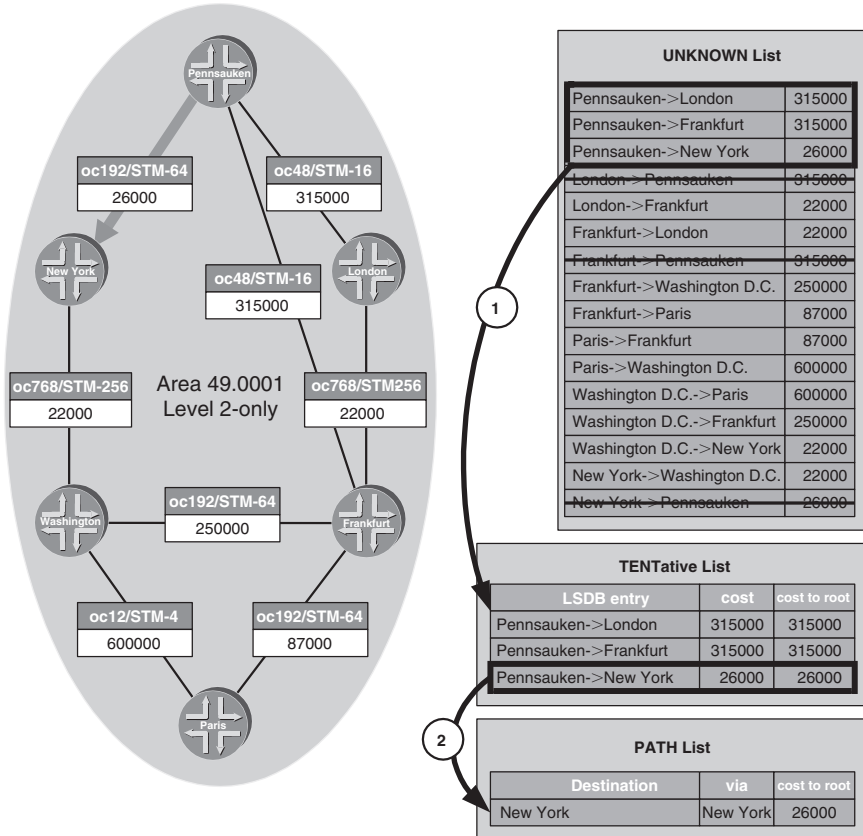 Pennsauken
oc192/STM-64
26000
oc48/STM-16
315000
New York
London
oc48/STM-16
315000
oc768/STM-256
22000
Area 49.0001
Level 2-only
oc768/STM256
22000
Washington
oc192/STM-64
250000
Frankfurt
oc12/STM-4
600000
oc192/STM-64
87000
Paris
1
2
UNKNOWN List
Pennsauken->London 315000
Pennsauken->Frankfurt 315000
Pennsauken->New York 26000
London->Pennsauken 315000
London->Frankfurt 22000
Frankfurt->London 22000
Frankfurt->Pennsauken 315000
Frankfurt->Washington D.C. 250000
Frankfurt->Paris 87000
Paris->Frankfurt 87000
Paris->Washington D.C. 600000
Washington D.C.->Paris 600000
Washington D.C.->Frankfurt 250000
Washington D.C.->New York 22000
New York->Washington D.C. 22000
New York->Pennsauken 26000
TENTative List
LSDB entry cost cost to root
Pennsauken->London 315000 315000
Pennsauken->Frankfurt 315000 315000
Pennsauken->New York 26000 26000
PATH List
Destination via cost to root
New York New York 26000